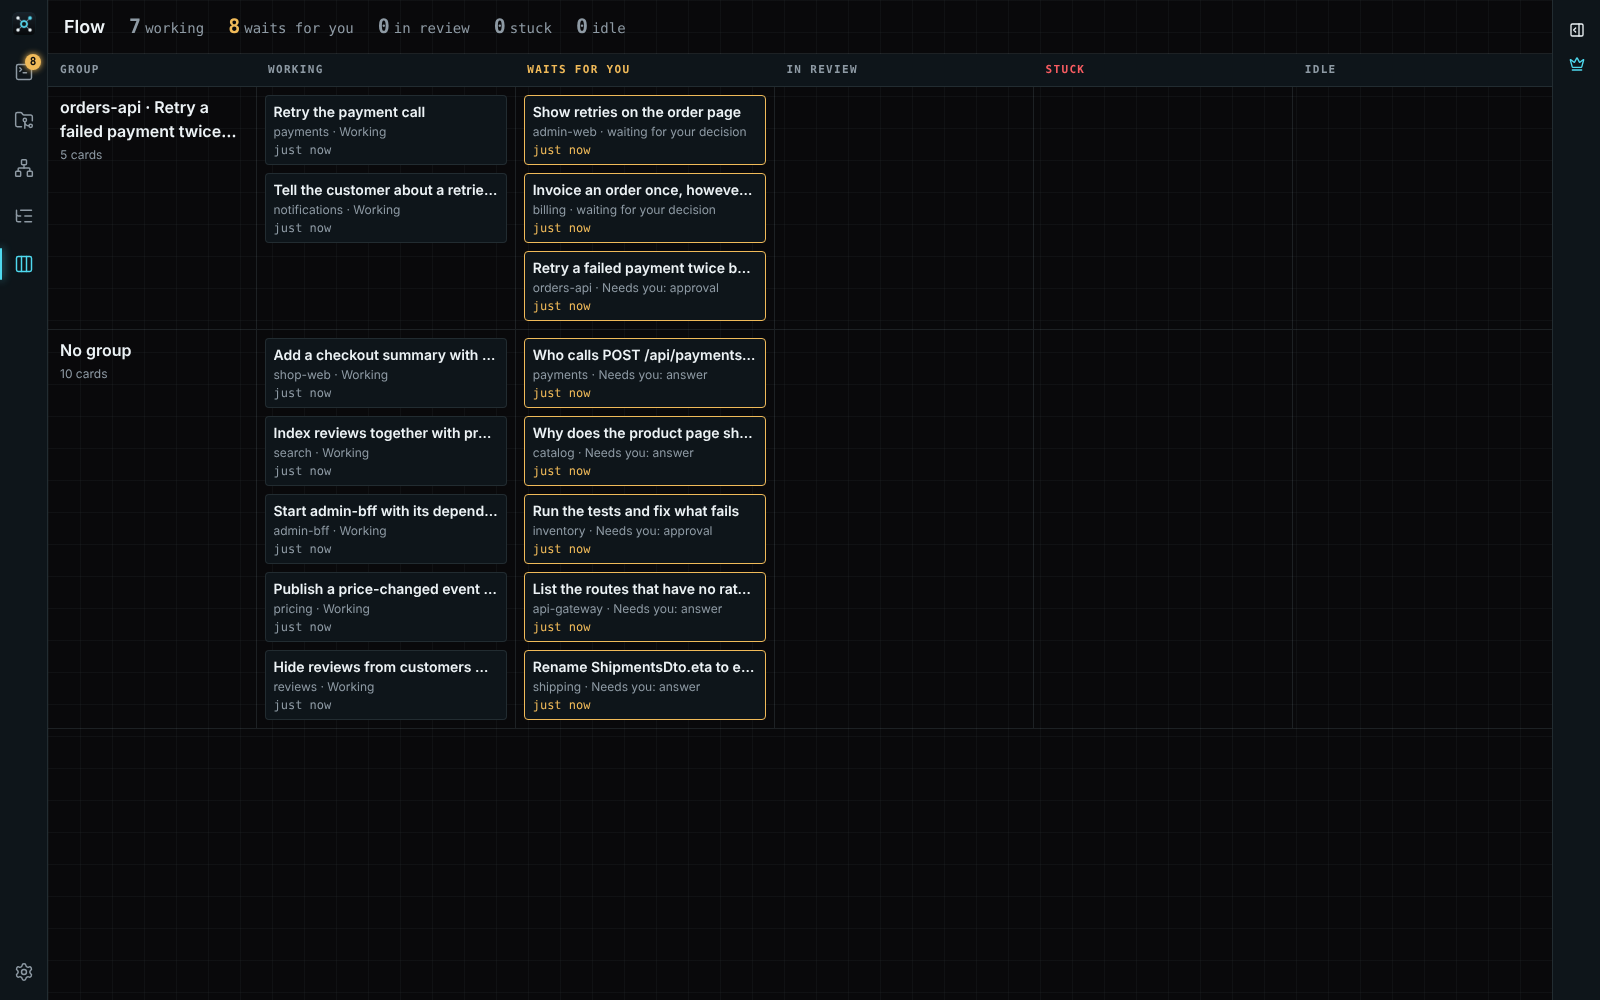 8
Flow
7 working
8 waits for you
0 in review
0 stuck
0 idle
GROUP
WORKING
WAITS FOR YOU
IN REVIEW
STUCK
IDLE
orders-api · Retry a
failed payment twice...
5 cards
Retry the payment call
payments · Working
just now
Tell the customer about a retrie...
notifications · Working
just now
Show retries on the order page
admin-web · waiting for your decision
just now
Invoice an order once, howeve...
billing · waiting for your decision
just now
Retry a failed payment twice b...
orders-api · Needs you: approval
just now
No group
10 cards
Add a checkout summary with ...
shop-web · Working
just now
Index reviews together with pr...
search · Working
just now
Start admin-bff with its depend...
admin-bff · Working
just now
Publish a price-changed event ...
pricing · Working
just now
Hide reviews from customers ...
reviews · Working
just now
Who calls POST /api/payments...
payments · Needs you: answer
just now
Why does the product page sh...
catalog · Needs you: answer
just now
Run the tests and fix what fails
inventory · Needs you: approval
just now
List the routes that have no rat...
api-gateway · Needs you: answer
just now
Rename ShipmentsDto.eta to e...
shipping · Needs you: answer
just now